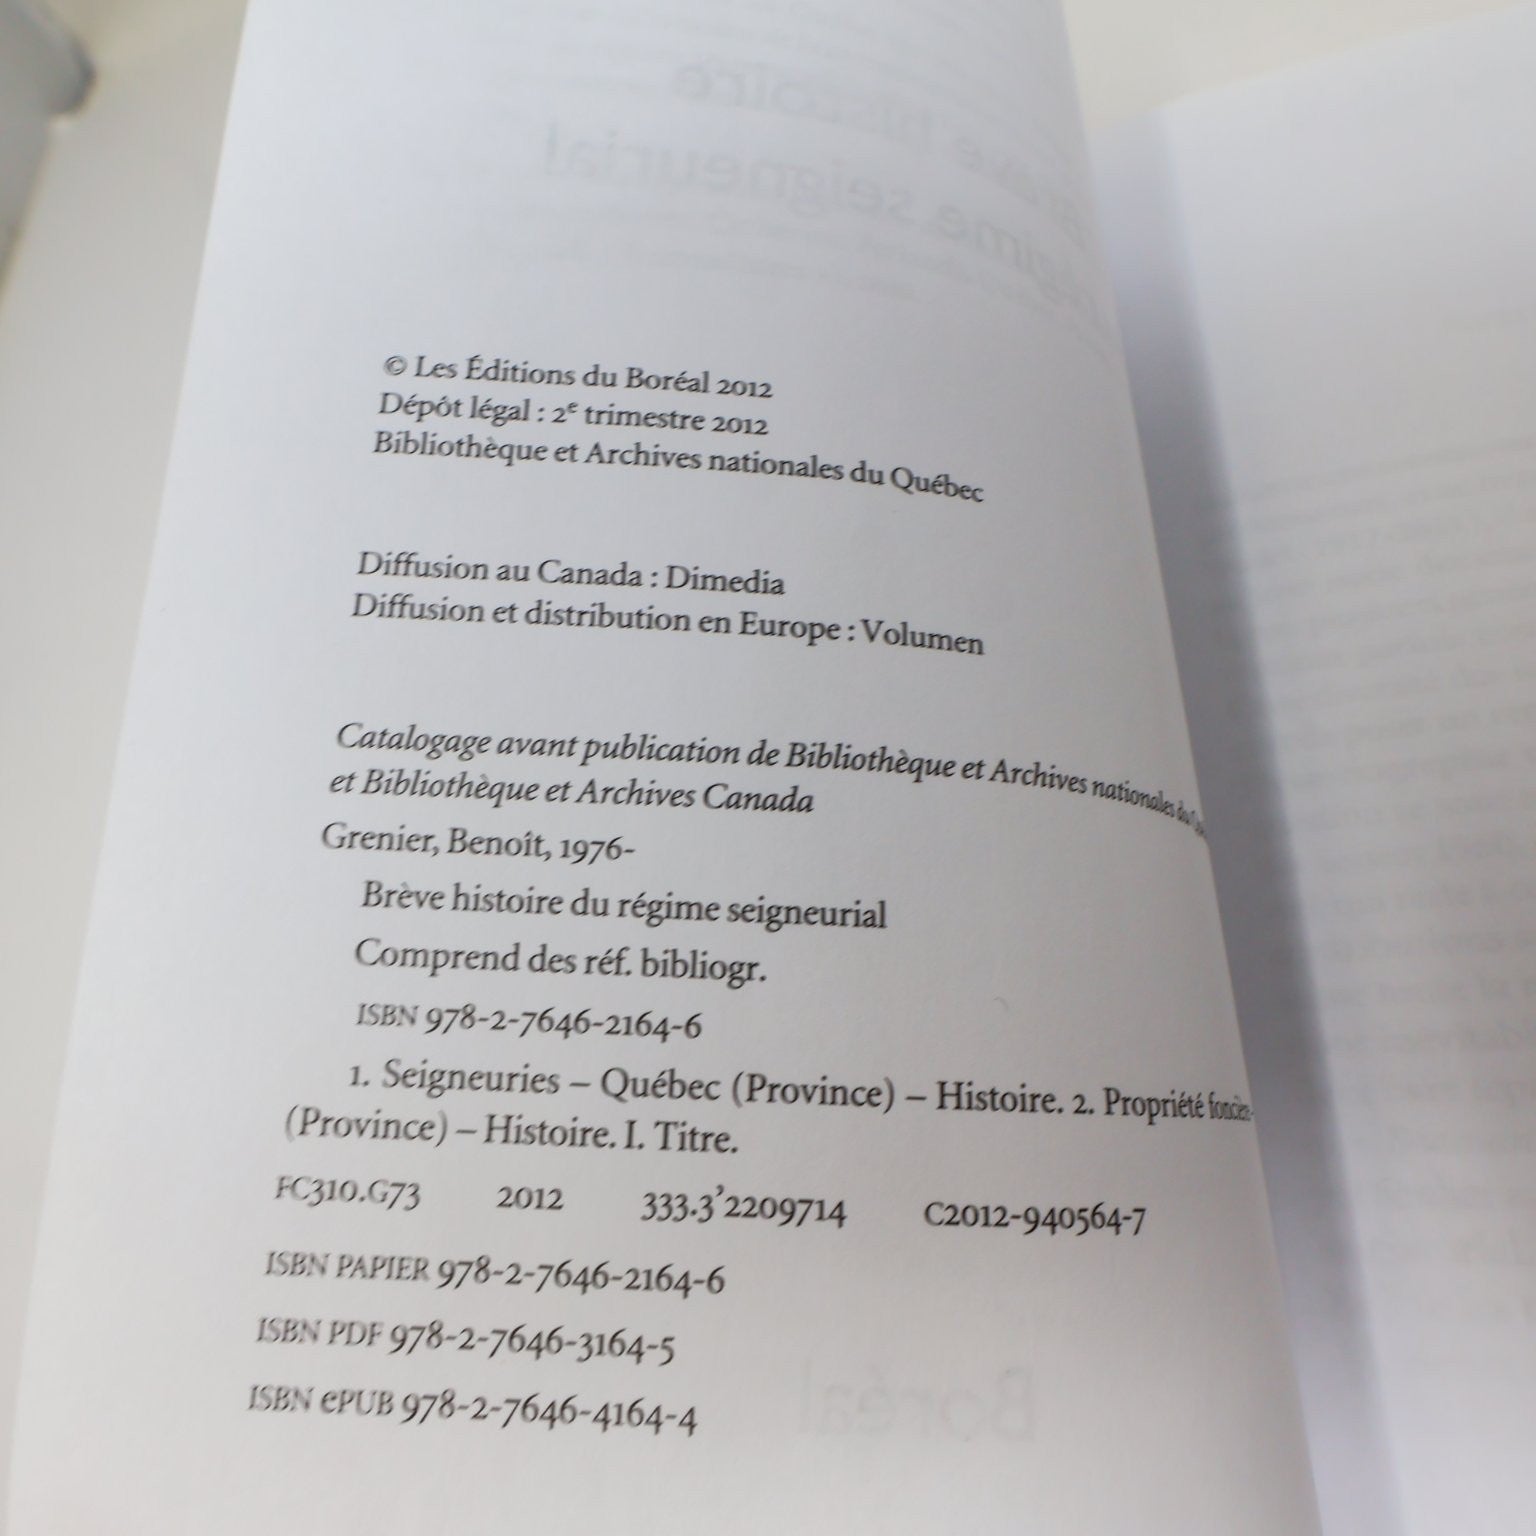 © Les Éditions du Boréal 2012
Dépôt légal : 2e trimestre 2012
Bibliothèque et Archives nationales du Québec
Diffusion au Canada : Dimedia
Diffusion et distribution en Europe : Volumen
Catalogage avant publication de Bibliothèque et Archives nationales du
et Bibliothèque et Archives Canada
Grenier, Benoît, 1976-
Brève histoire du régime seigneurial
Comprend des réf. bibliogr.
ISBN 978-2-7646-2164-6
1. Seigneuries – Québec (Province) – Histoire. 2. Propriété
(Province) – Histoire. I. Titre.
FC310.G73 2012 333.3’2209714 C2012-940564-7
ISBN PAPIER 978-2-7646-2164-6
ISBN PDF 978-2-7646-3164-5
ISBN ePUB 978-2-7646-4164-4